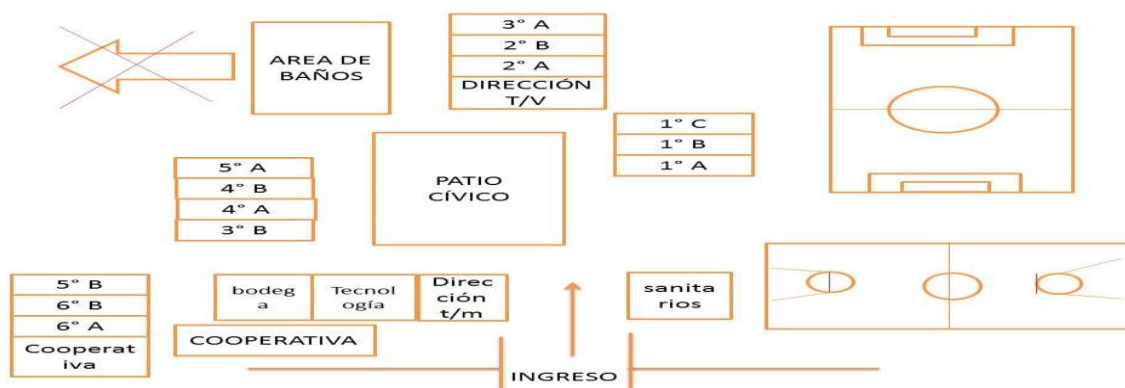 AREA DE
BAÑOS
3° A
2° B
2° A
DIRECCIÓN
T/V
1° C
1° B
1° A
5° A
4° B
4° A
3° B
PATIO
CÍVICO
5° B
6° B
6° A
Cooperat
iva
bodeg
a
Tecnol
ogía
Direc
ción
t/m
sanita
rios
COOPERATIVA
INGRESO